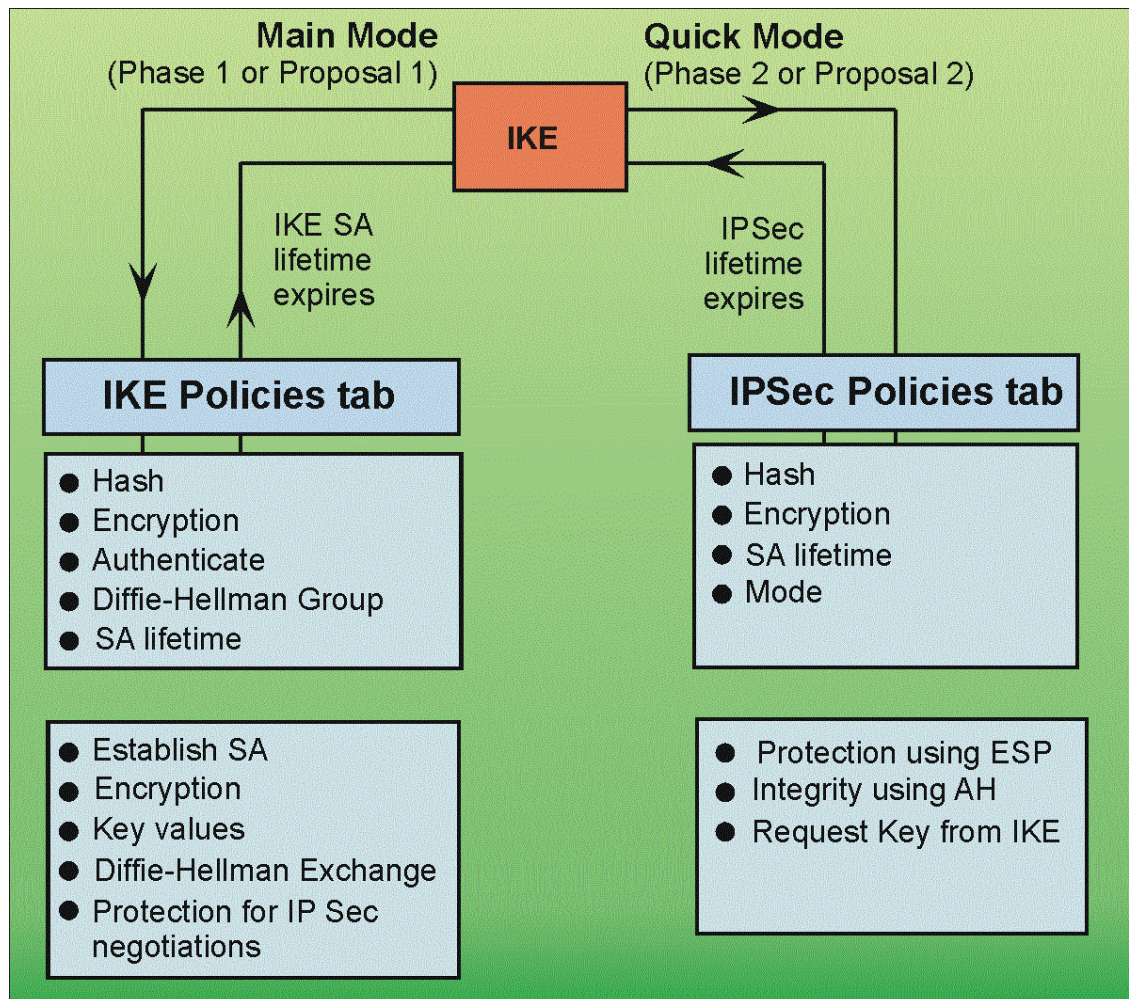 Main Mode
(Phase 1 or Proposal 1)
Quick Mode
(Phase 2 or Proposal 2)
IKE
IKE SA
lifetime
expires
IPSec
lifetime
expires
IKE Policies tab
● Hash
● Encryption
● Authenticate
● Diffie-Hellman Group
● SA lifetime
● Establish SA
● Encryption
● Key values
● Diffie-Hellman Exchange
● Protection for IP Sec
negotiations
IPSec Policies tab
● Hash
● Encryption
● SA lifetime
● Mode
● Protection using ESP
● Integrity using AH
● Request Key from IKE